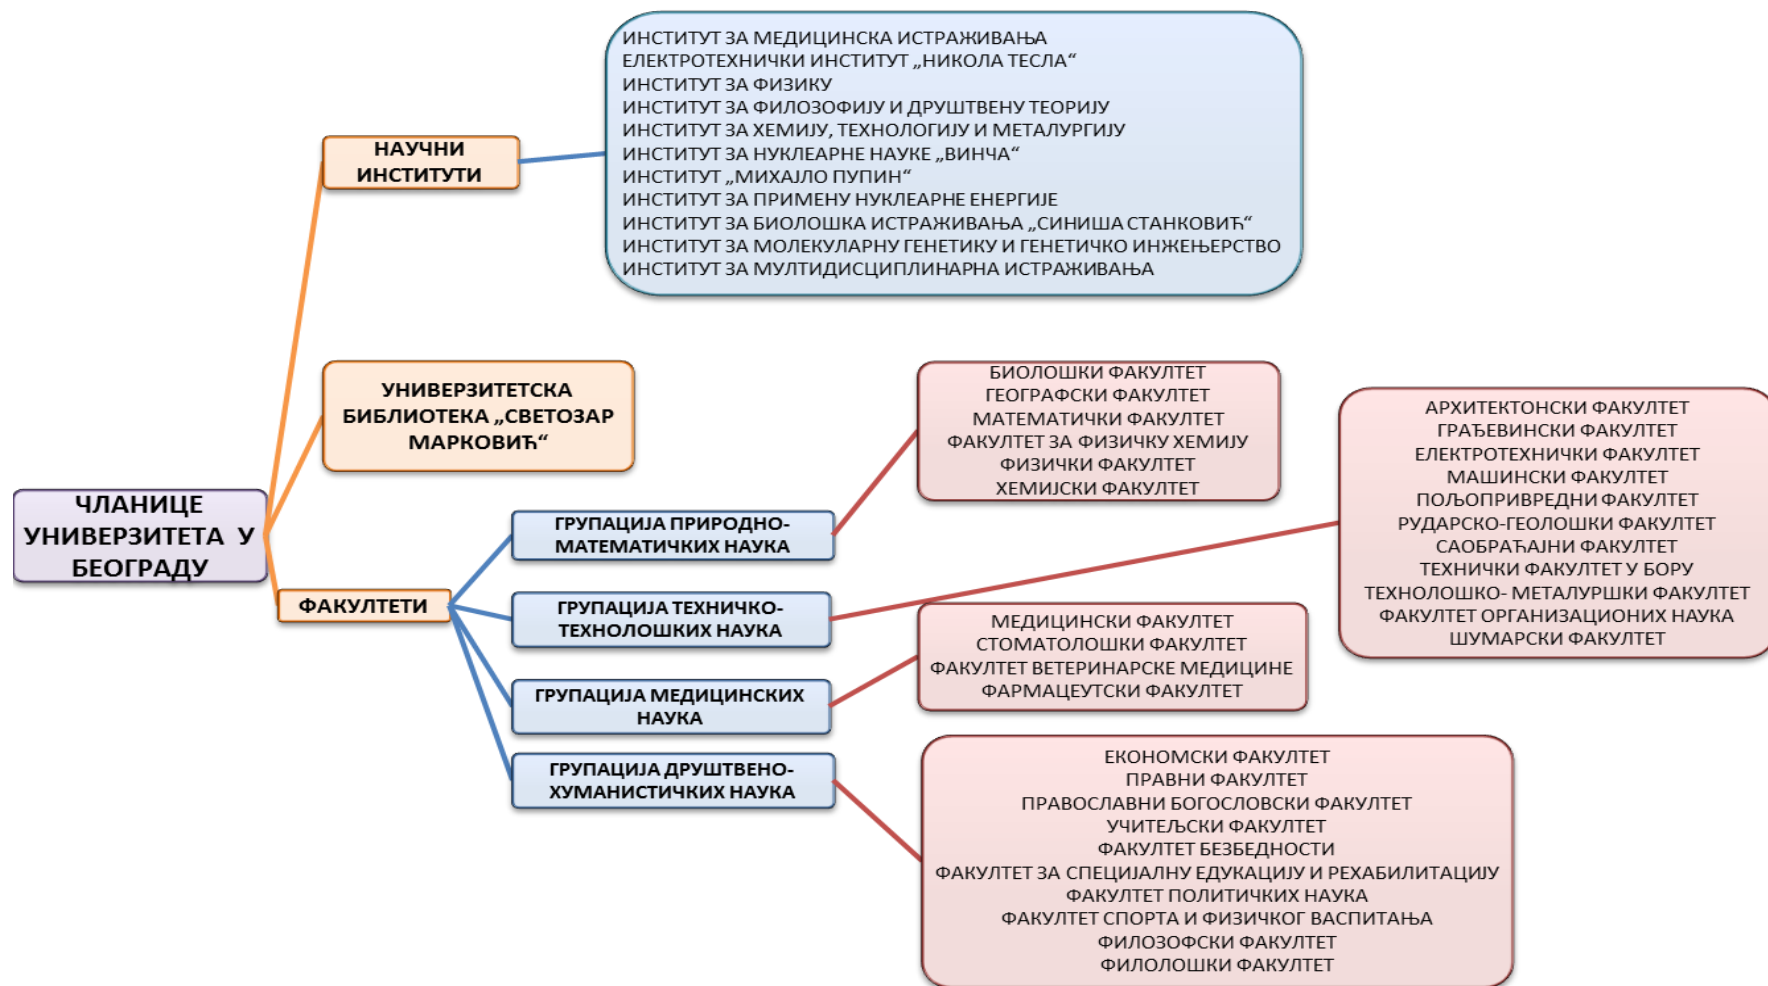 ИНСТИТУТ ЗА МЕДИЦИНСКА ИСТРАЖИВАЊА
ЕЛЕКТРОТЕХНИЧКИ ИНСТИТУТ „НИКОЛА ТЕСЛА“
ИНСТИТУТ ЗА ФИЗИКУ
ИНСТИТУТ ЗА ФИЛОЗОФИЈУ И ДРУШТВЕНУ ТЕОРИЈУ
ИНСТИТУТ ЗА ХЕМИЈУ, ТЕХНОЛОГИЈУ И МЕТАЛУРГИЈУ
ИНСТИТУТ ЗА НУКЛЕАРНЕ НАУКЕ „ВИНЧА“
ИНСТИТУТ „МИХАЈЛО ПУПИН“
ИНСТИТУТ ЗА ПРИМЕНУ НУКЛЕАРНЕ ЕНЕРГИЈЕ
ИНСТИТУТ ЗА БИОЛОШКА ИСТРАЖИВАЊА „СИНИША СТАНКОВИЋ“
ИНСТИТУТ ЗА МОЛЕКУЛАРНУ ГЕНЕТИКУ И ГЕНЕТИЧКО ИНЖЕЊЕРСТВО
ИНСТИТУТ ЗА МУЛТИДИСЦИПЛИНАРНА ИСТРАЖИВАЊА
НАУЧНИ
ИНСТИТУТИ
УНИВЕРЗИТЕТСКА
БИБЛИОТЕКА „СВЕТОЗАР
МАРКОВИЋ“
ЧЛАНИЦЕ
УНИВЕРЗИТЕТА У
БЕОГРАДУ
ФАКУЛТЕТИ
ГРУПАЦИЈА ПРИРОДНО-
МАТЕМАТИЧКИХ НАУКА
БИОЛОШКИ ФАКУЛТЕТ
ГЕОГРАФСКИ ФАКУЛТЕТ
МАТЕМАТИЧКИ ФАКУЛТЕТ
ФАКУЛТЕТ ЗА ФИЗИЧКУ ХЕМИЈУ
ФИЗИЧКИ ФАКУЛТЕТ
ХЕМИЈСКИ ФАКУЛТЕТ
ГРУПАЦИЈА ТЕХНИЧКО-
ТЕХНОЛОШКИХ НАУКА
АРХИТЕКТОНСКИ ФАКУЛТЕТ
ГРАЂЕВИНСКИ ФАКУЛТЕТ
ЕЛЕКТРОТЕХНИЧКИ ФАКУЛТЕТ
МАШИНСКИ ФАКУЛТЕТ
ПОЉОПРИВРЕДНИ ФАКУЛТЕТ
РУДАРСКО-ГЕОЛОШКИ ФАКУЛТЕТ
САОБРАЋАЈНИ ФАКУЛТЕТ
ТЕХНИЧКИ ФАКУЛТЕТ У БОРУ
ТЕХНОЛОШКО- МЕТАЛУРШКИ ФАКУЛТЕТ
ФАКУЛТЕТ ОРГАНИЗАЦИОНИХ НАУКА
ШУМАРСКИ ФАКУЛТЕТ
ГРУПАЦИЈА МЕДИЦИНСКИХ
НАУКА
МЕДИЦИНСКИ ФАКУЛТЕТ
СТОМАТОЛОШКИ ФАКУЛТЕТ
ФАКУЛТЕТ ВЕТЕРИНАРСКЕ МЕДИЦИНЕ
ФАРМАЦЕУТСКИ ФАКУЛТЕТ
ГРУПАЦИЈА ДРУШТВЕНО-
ХУМАНИСТИЧКИХ НАУКА
ЕКОНОМСКИ ФАКУЛТЕТ
ПРАВНИ ФАКУЛТЕТ
ПРАВОСЛАВНИ БОГОСЛОВСКИ ФАКУЛТЕТ
УЧИТЕЉСКИ ФАКУЛТЕТ
ФАКУЛТЕТ БЕЗБЕДНОСТИ
ФАКУЛТЕТ ЗА СПЕЦИЈАЛНУ ЕДУКАЦИЈУ И РЕХАБИЛИТАЦИЈУ
ФАКУЛТЕТ ПОЛИТИЧКИХ НАУКА
ФАКУЛТЕТ СПОРТА И ФИЗИЧКОГ ВАСПИТАЊА
ФИЛОЗОФСКИ ФАКУЛТЕТ
ФИЛОЛОШКИ ФАКУЛТЕТ